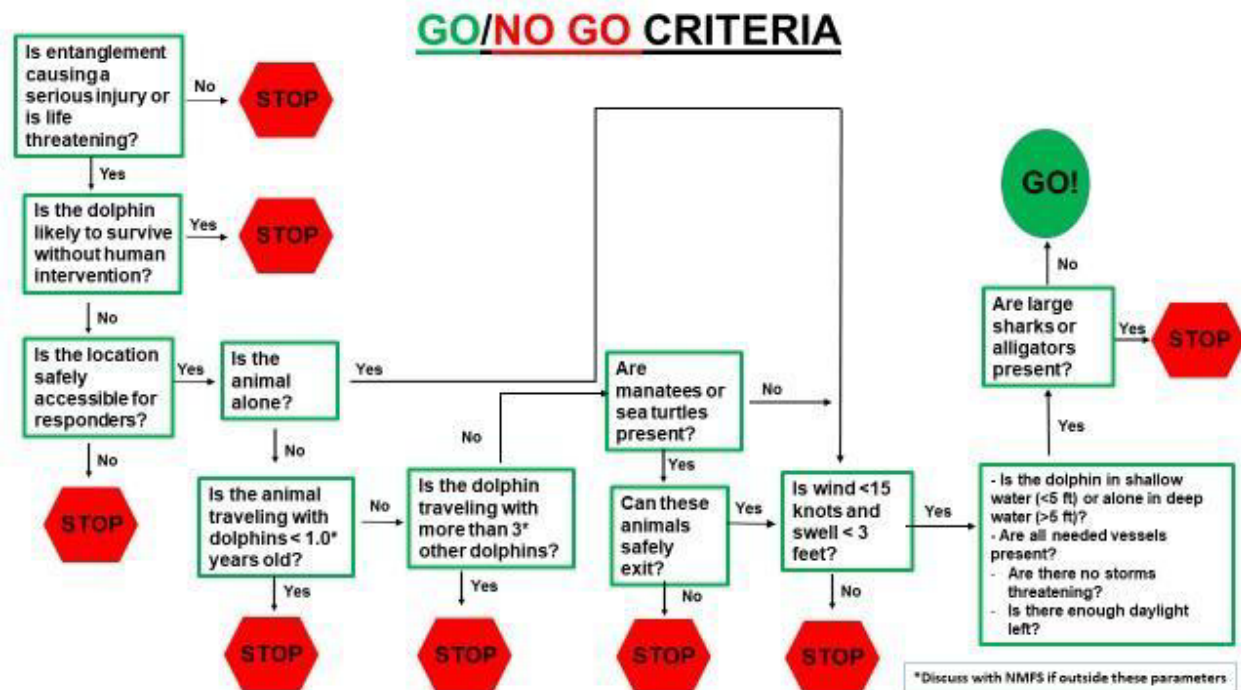 GO/NO GO CRITERIA
Is entanglement
causing a
serious injury or
is life
threatening?
No
STOP
Yes
Is the dolphin
likely to survive
without human
intervention?
Yes
STOP
No
Is the location
safely
accessible for
responders?
Yes
No
STOP
Is the
animal
alone?
Yes
No
Is the animal
traveling with
dolphins < 1.0*
years old?
No
Yes
STOP
Is the dolphin
traveling with
more than 3*
other dolphins?
No
Yes
STOP
Are
manatees or
sea turtles
present?
No
Yes
Can these
animals
safely
exit?
Yes
No
STOP
Is wind <15
knots and
swell < 3
feet?
Yes
No
STOP
- Is the dolphin in shallow
water (<5 ft) or alone in deep
water (>5 ft)?
- Are all needed vessels
present?
- Are there no storms
threatening?
- Is there enough daylight
left?
Yes
Are large
sharks or
alligators
present?
Yes
STOP
No
GO!
*Discuss with NMFS if outside these parameters